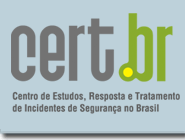 cert.br
Centro de Estudos, Resposta e Tratamento
de Incidentes de Segurança no Brasil